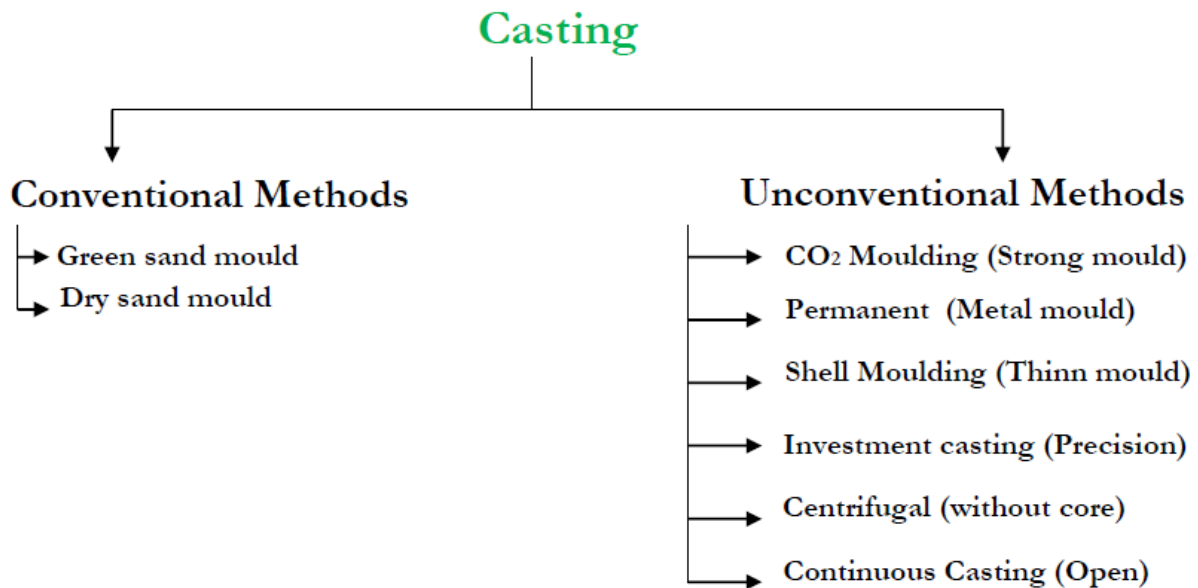 Casting
Conventional Methods
Green sand mould
Dry sand mould
Unconventional Methods
CO₂ Moulding (Strong mould)
Permanent (Metal mould)
Shell Moulding (Thinn mould)
Investment casting (Precision)
Centrifugal (without core)
Continuous Casting (Open)